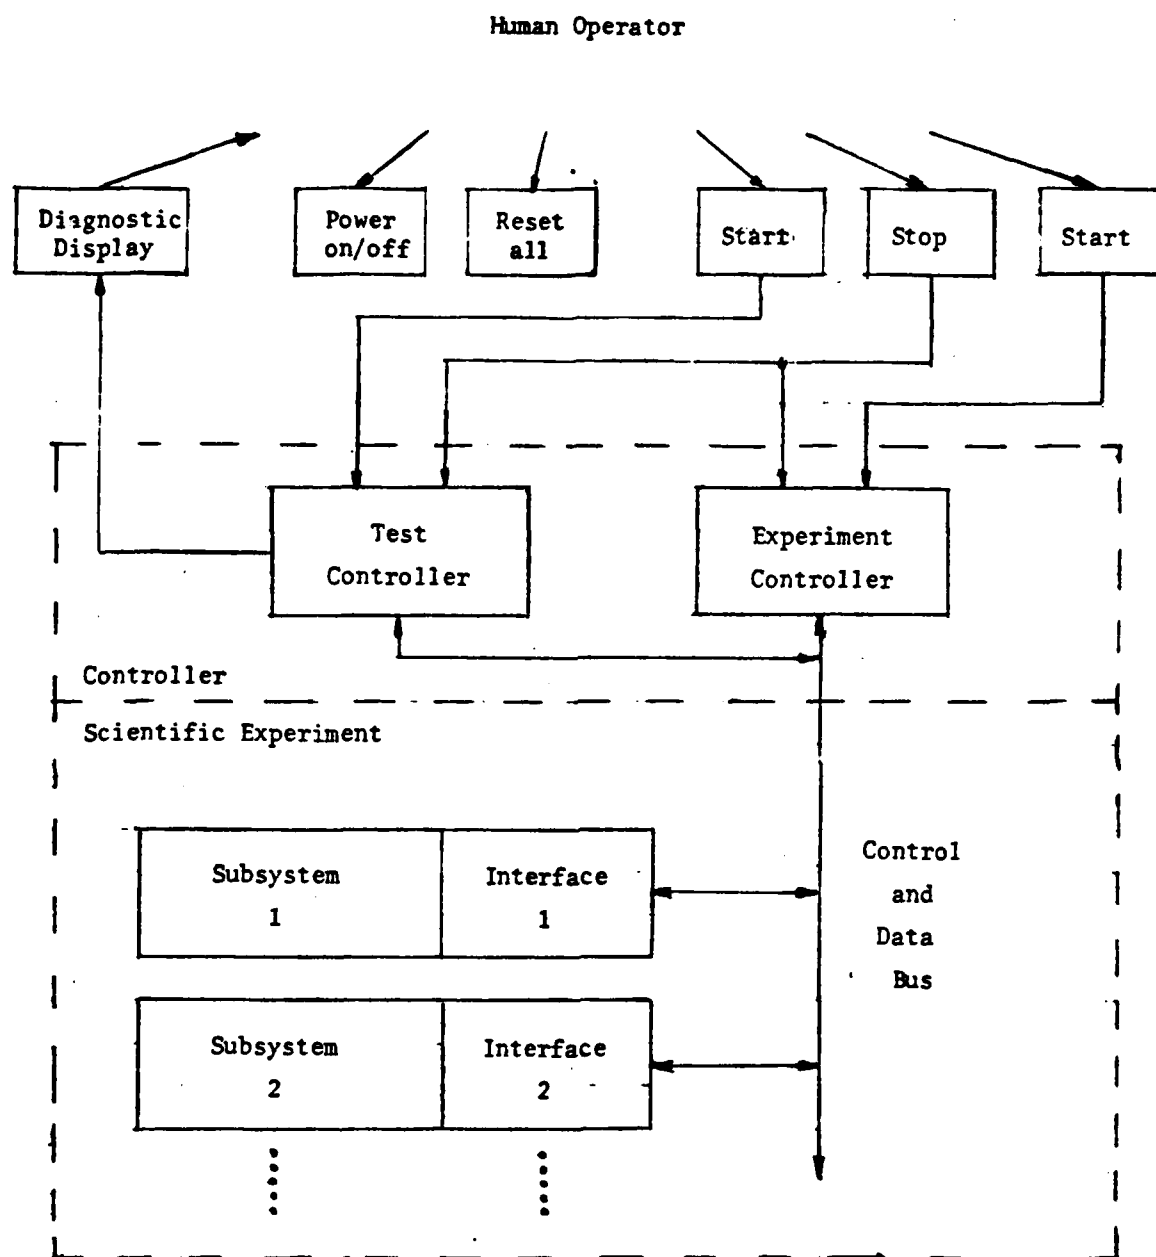 Human Operator
Diagnostic
Display
Power
on/off
Reset
all
Start
Stop
Start
Test
Controller
Experiment
Controller
Controller
Scientific Experiment
Subsystem
1
Interface
1
Control
and
Data
Bus
Subsystem
2
Interface
2